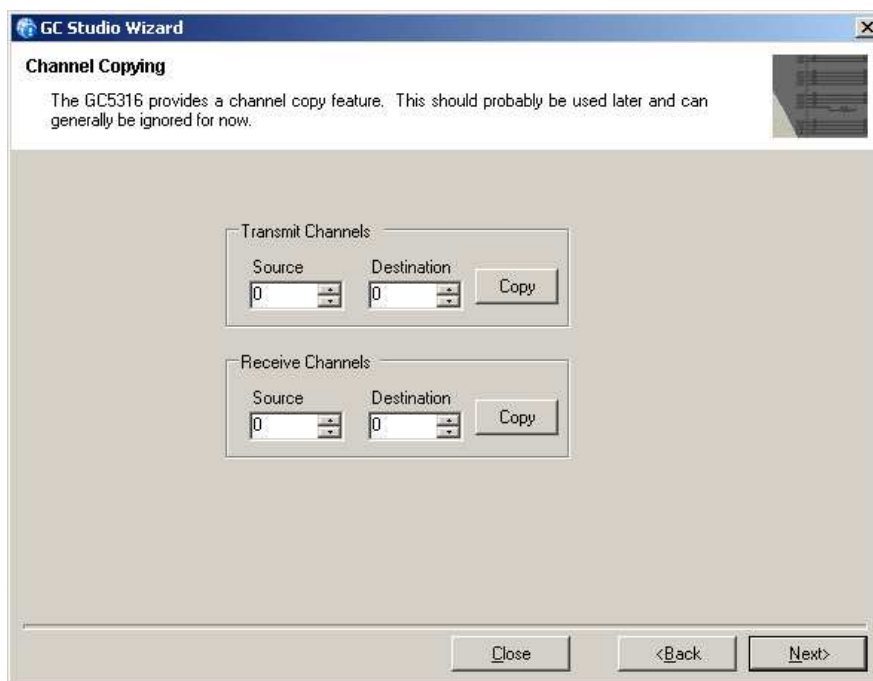 GC Studio Wizard
Channel Copying
The GC5316 provides a channel copy feature. This should probably be used later and can
generally be ignored for now.
Transmit Channels
Source Destination
0 0 Copy
Receive Channels
Source Destination
0 0 Copy
Close <Back Next>